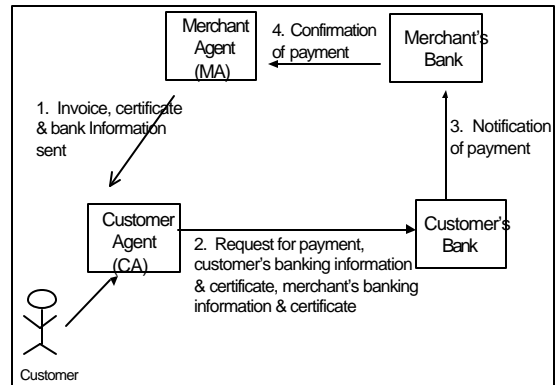 Merchant
Agent
(MA)
4. Confirmation
of payment
Merchant's
Bank
1. Invoice, certificate
& bank Information
sent
3. Notification
of payment
Customer
Agent
(CA)
2. Request for payment,
customer's banking information
& certificate, merchant's banking
information & certificate
Customer's
Bank
Customer